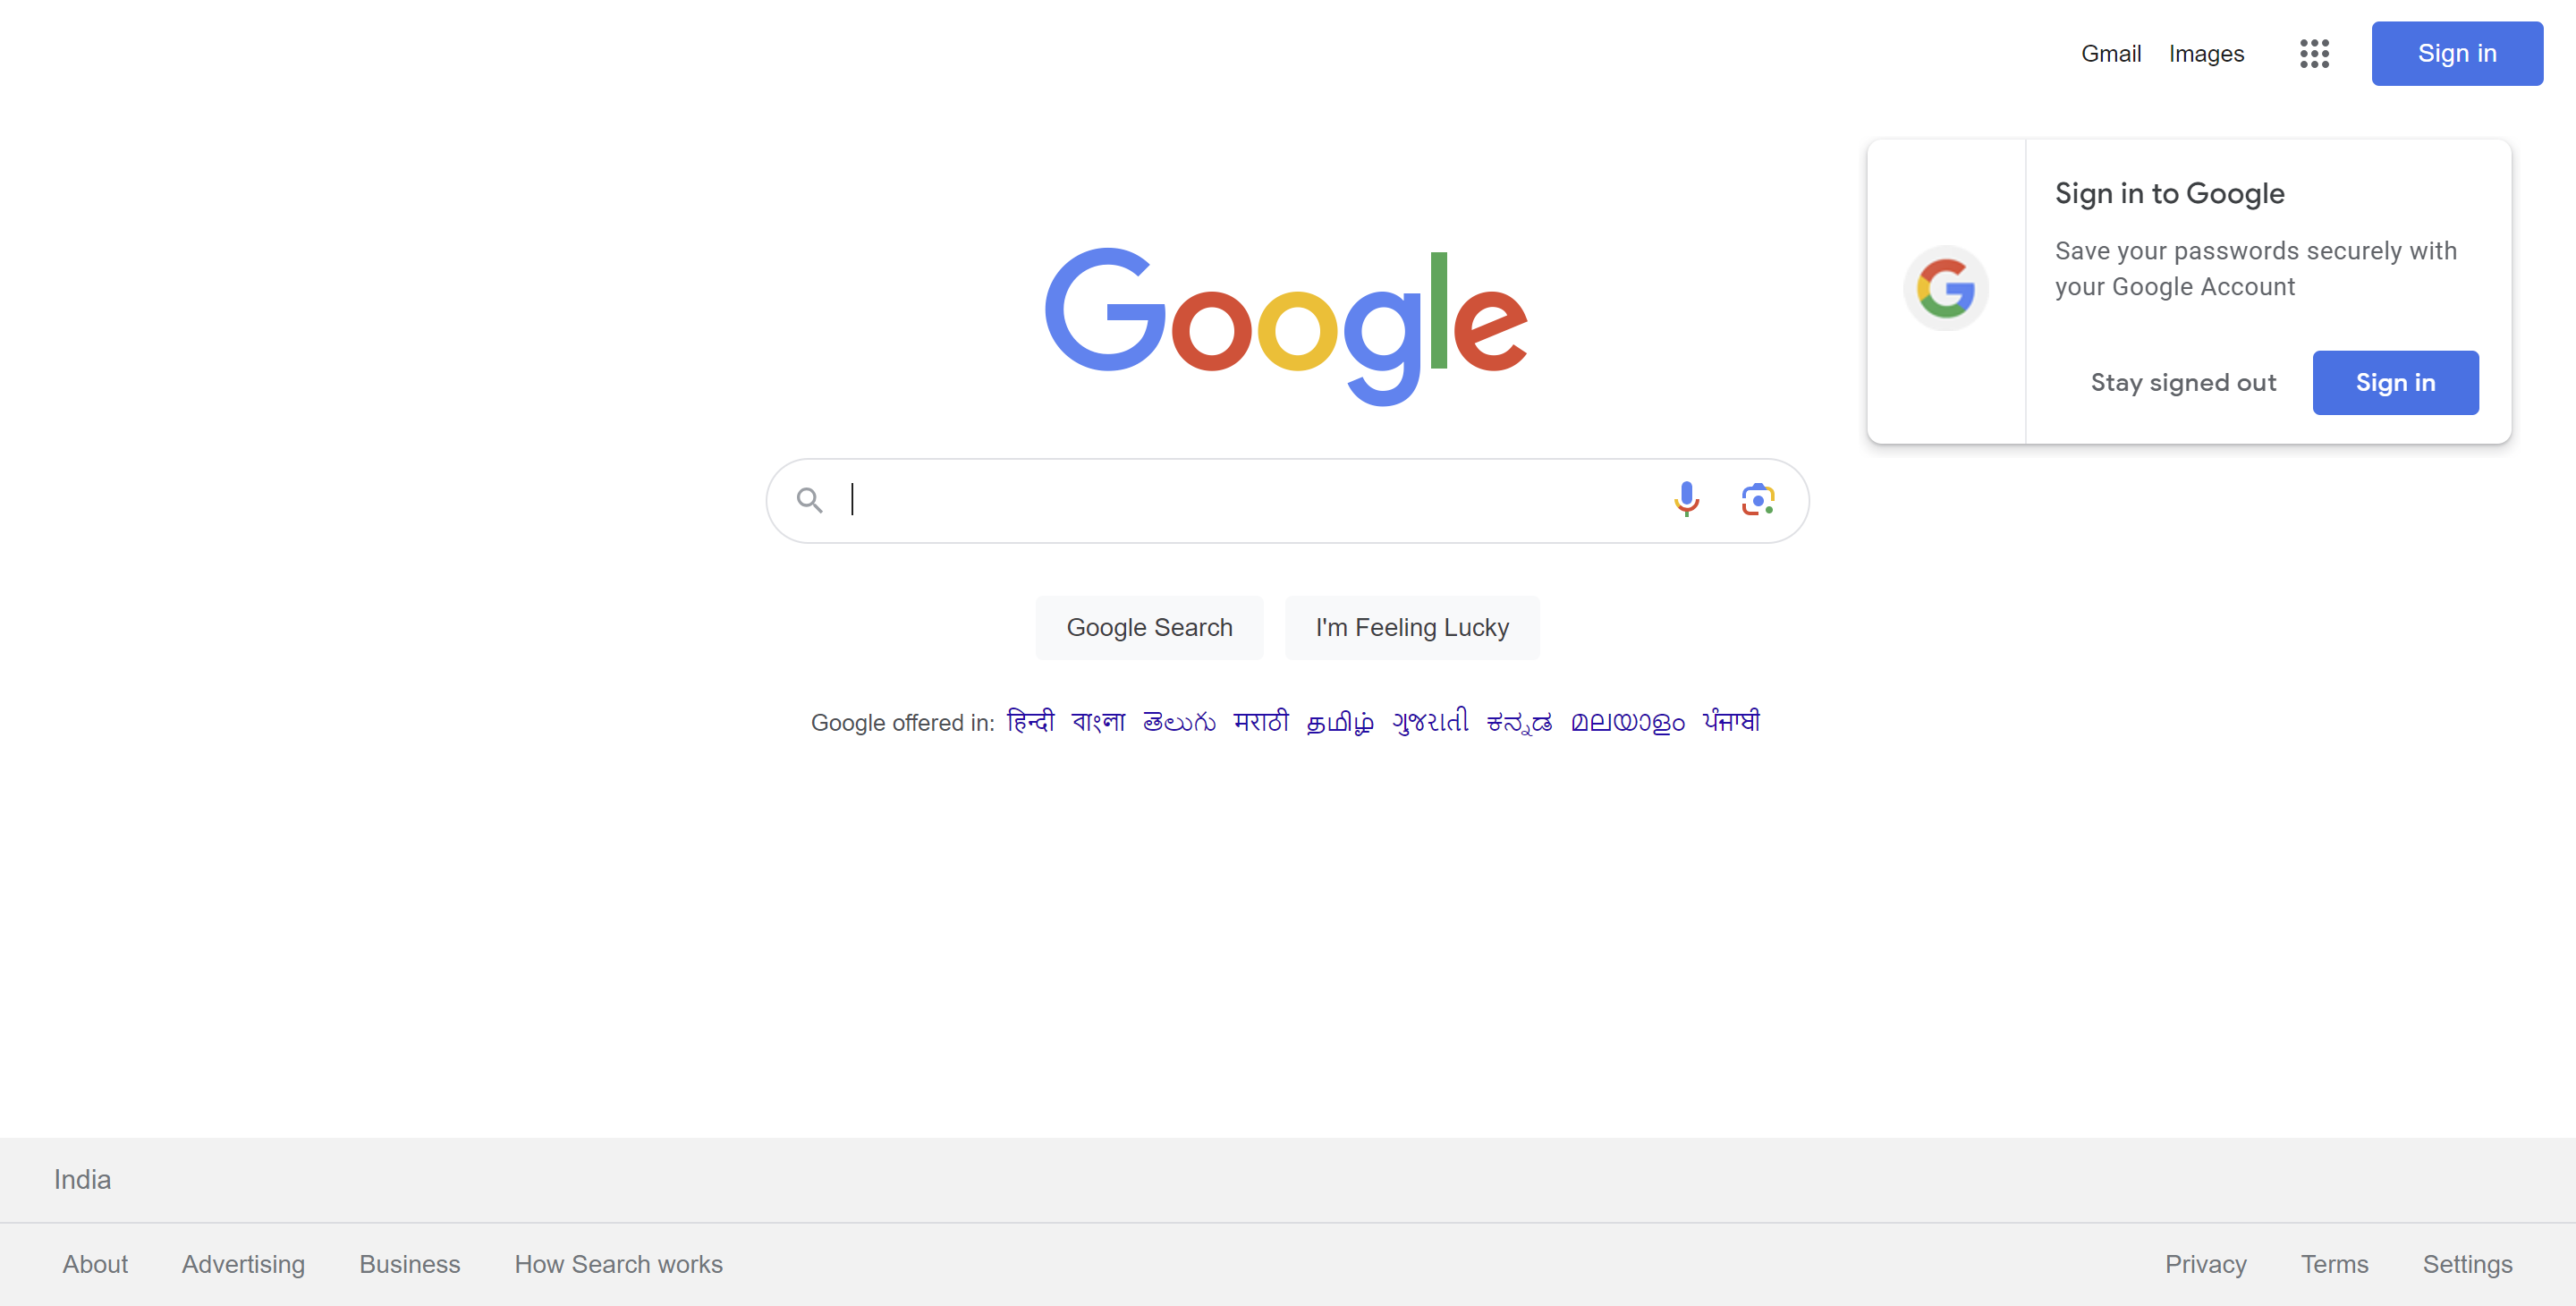 Gmail Images Sign in
Sign in to Google
Save your passwords securely with
your Google Account
Stay signed out Sign in
Google
Google Search I'm Feeling Lucky
Google offered in: हिन्दी বাংলা తెలుగు मराठी தமிழ் ગુજરાતી ಕನ್ನಡ മലയാളം ਪੰਜਾਬੀ
India
About Advertising Business How Search works Privacy Terms Settings